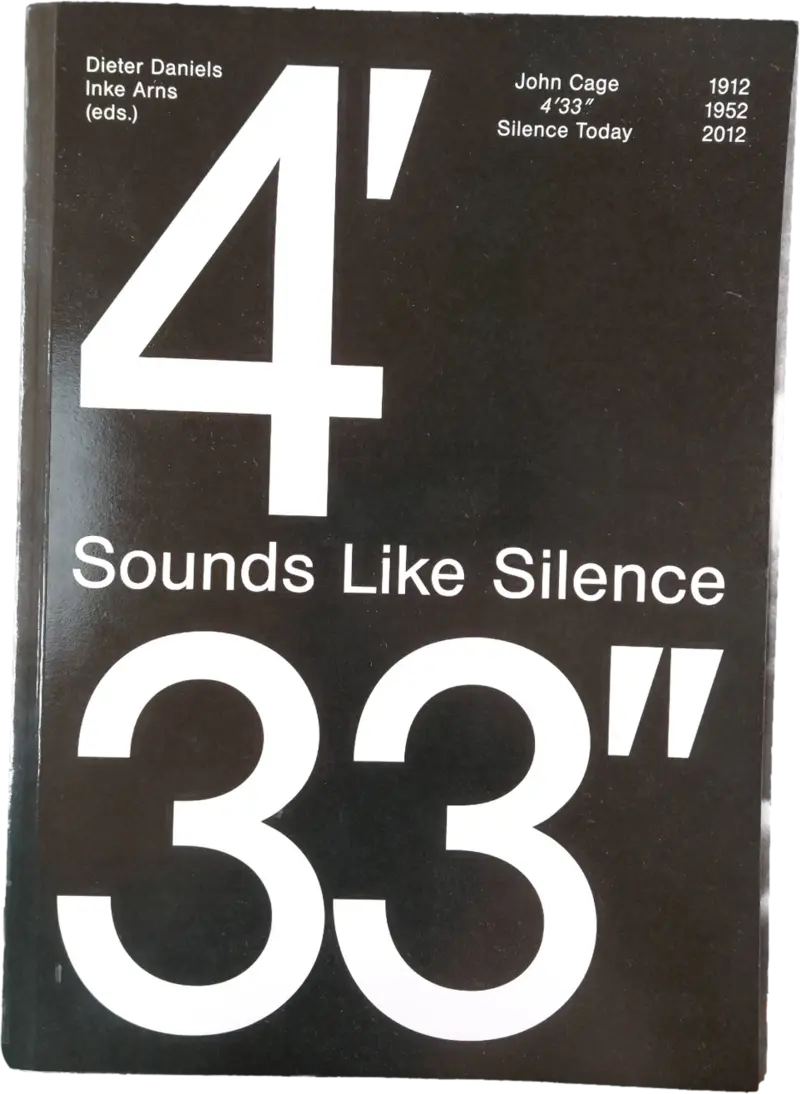 Dieter Daniels
Inke Arns
(eds.)
John Cage 1912
4′33″ 1952
Silence Today 2012
4′
Sounds Like Silence
33″